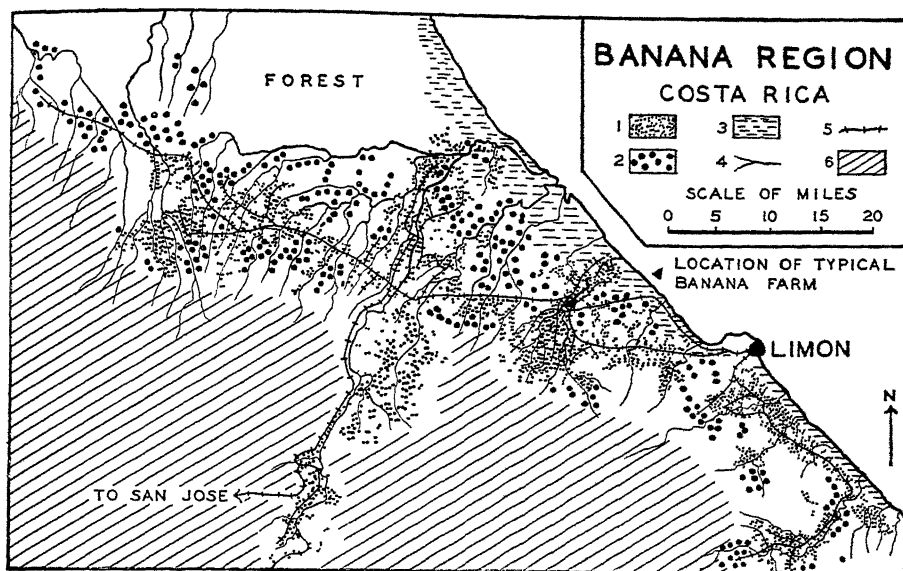 BANANA REGION
COSTA RICA
1 3 5
2 4 6
SCALE OF MILES
0 5 10 15 20
FOREST
LOCATION OF TYPICAL
BANANA FARM
LIMON
N
TO SAN JOSE